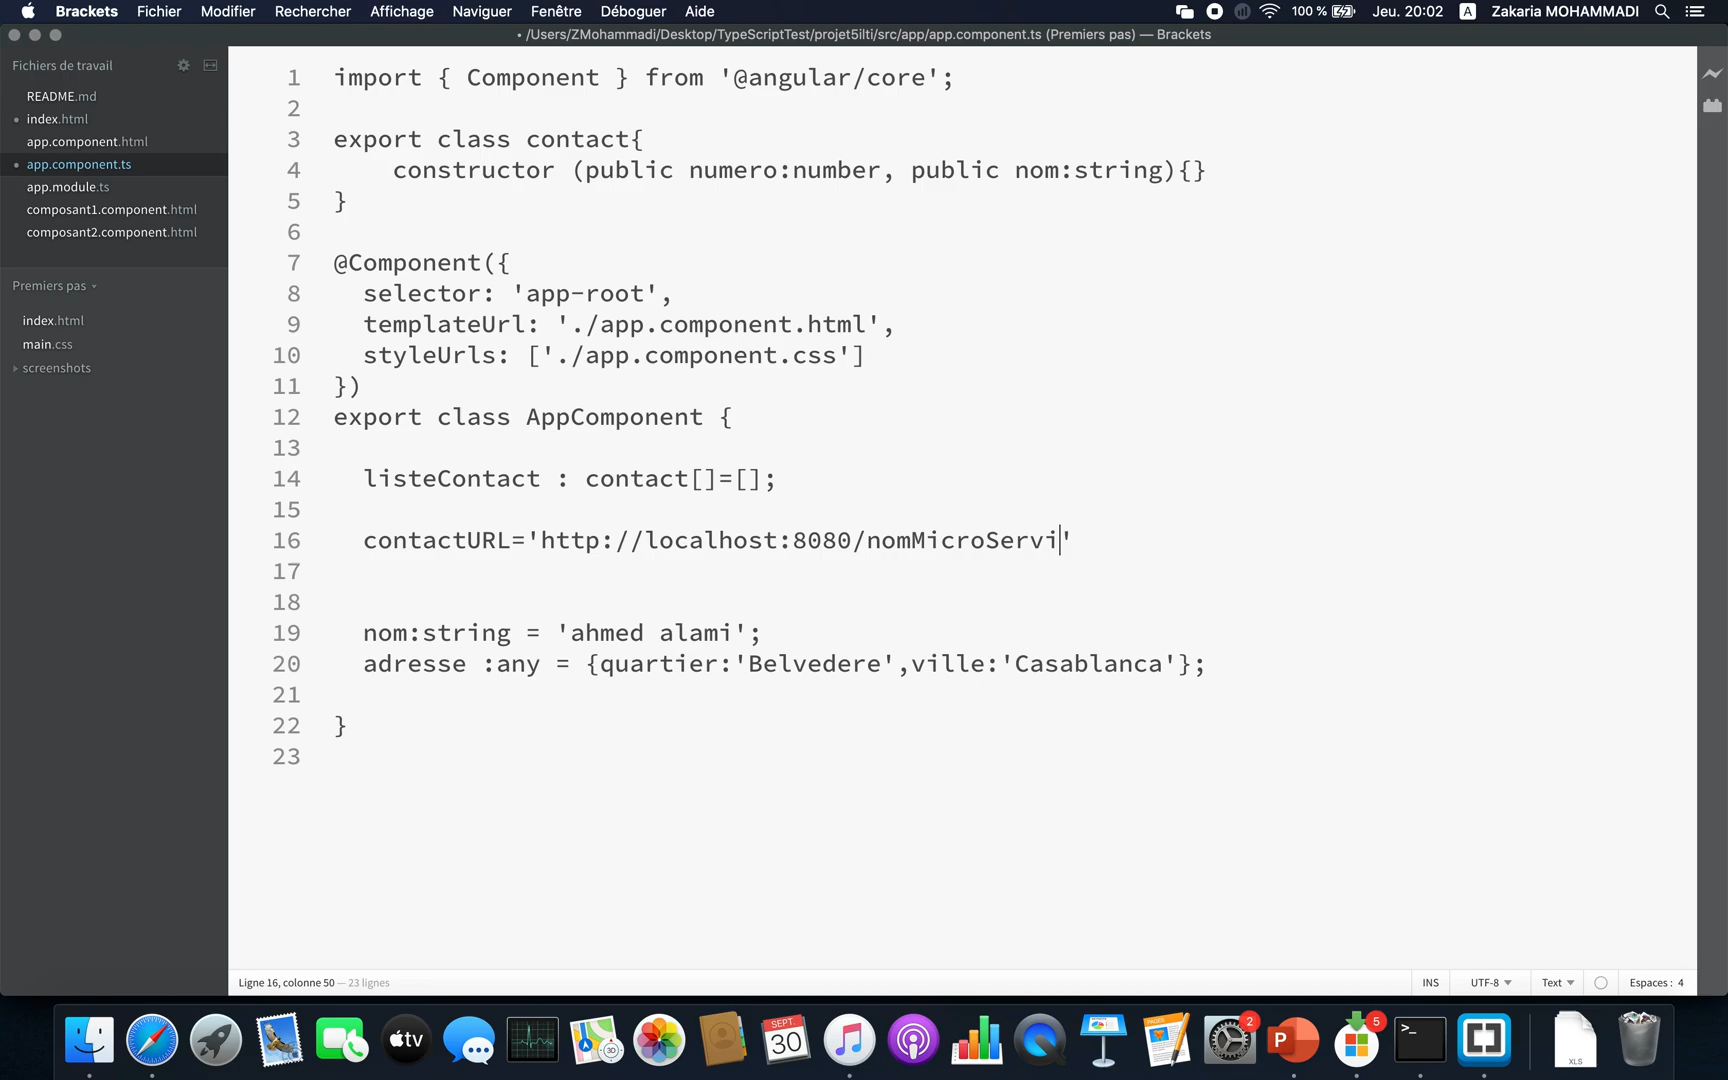 Brackets Fichier Modifier Rechercher Affichage Naviguer Fenêtre Déboguer Aide 100 % Jeu. 20:02 A Zakaria MOHAMMADI
• /Users/ZMohammadi/Desktop/TypeScriptTest/projet5ilti/src/app/app.component.ts (Premiers pas) — Brackets
Fichiers de travail
README.md
index.html
app.component.html
app.component.ts
app.module.ts
composant1.component.html
composant2.component.html
Premiers pas
index.html
main.css
screenshots
1 import { Component } from '@angular/core';
2
3 export class contact{
4 constructor (public numero:number, public nom:string){}
5 }
6
7 @Component({
8 selector: 'app-root',
9 templateUrl: './app.component.html',
10 styleUrls: ['./app.component.css']
11 })
12 export class AppComponent {
13
14 listeContact : contact[]=[];
15
16 contactURL='http://localhost:8080/nomMicroServi'
17
18
19 nom:string = 'ahmed alami';
20 adresse :any = {quartier:'Belvedere',ville:'Casablanca'};
21
22 }
23
Ligne 16, colonne 50 — 23 lignes INS UTF-8 Text Espaces : 4
tv 3D SEPT. 30 PAGES 2 P 5 >_ XLS